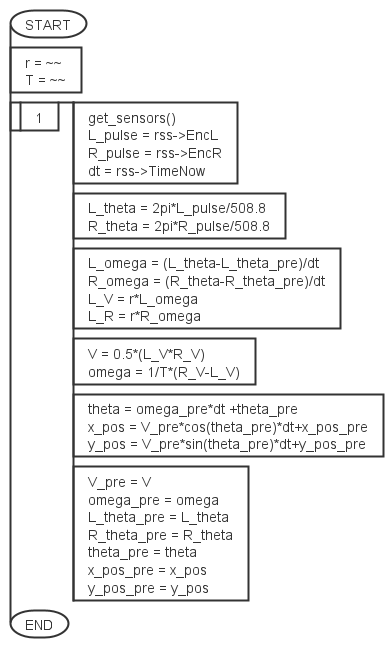 START
r = ~~
T = ~~
1
get_sensors()
L_pulse = rss->EncL
R_pulse = rss->EncR
dt = rss->TimeNow
L_theta = 2pi*L_pulse/508.8
R_theta = 2pi*R_pulse/508.8
L_omega = (L_theta-L_theta_pre)/dt
R_omega = (R_theta-R_theta_pre)/dt
L_V = r*L_omega
L_R = r*R_omega
V = 0.5*(L_V*R_V)
omega = 1/T*(R_V-L_V)
theta = omega_pre*dt +theta_pre
x_pos = V_pre*cos(theta_pre)*dt+x_pos_pre
y_pos = V_pre*sin(theta_pre)*dt+y_pos_pre
V_pre = V
omega_pre = omega
L_theta_pre = L_theta
R_theta_pre = R_theta
theta_pre = theta
x_pos_pre = x_pos
y_pos_pre = y_pos
END